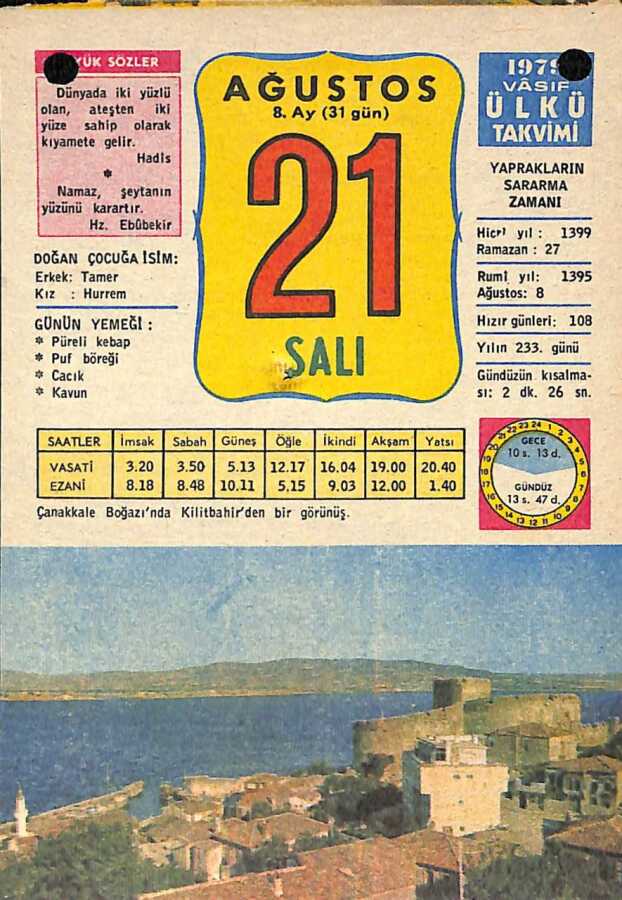 YÜK SÖZLER
Dünyada iki yüzlü
olan, ateşten iki
yüze sahip olarak
kıyamete gelir.
Hadis
*
Namaz, şeytanın
yüzünü karartır.
Hz. Ebûbekir
DOĞAN ÇOCUĞA İSİM:
Erkek: Tamer
Kız : Hurrem
GÜNÜN YEMEĞİ :
* Püreli kebap
* Puf böreği
* Cacık
* Kavun
AĞUSTOS
8. Ay (31 gün)
21
SALI
1979
VÂSIF
ÜLKÜ
TAKVİMİ
YAPRAKLARIN
SARARMA
ZAMANI
Hicrî yıl : 1399
Ramazan : 27
Rumî yıl: 1395
Ağustos: 8
Hızır günleri: 108
Yılın 233. günü
Gündüzün kısalma-
sı: 2 dk. 26 sn.
SAATLER İmsak Sabah Güneş Öğle İkindi Akşam Yatsı
VASATİ 3.20 3.50 5.13 12.17 16.04 19.00 20.40
EZANİ 8.18 8.48 10.11 5.15 9.03 12.00 1.40
GECE
10 s. 13 d.
GÜNDÜZ
13 s. 47 d.
Çanakkale Boğazı'nda Kilitbahir'den bir görünüş.